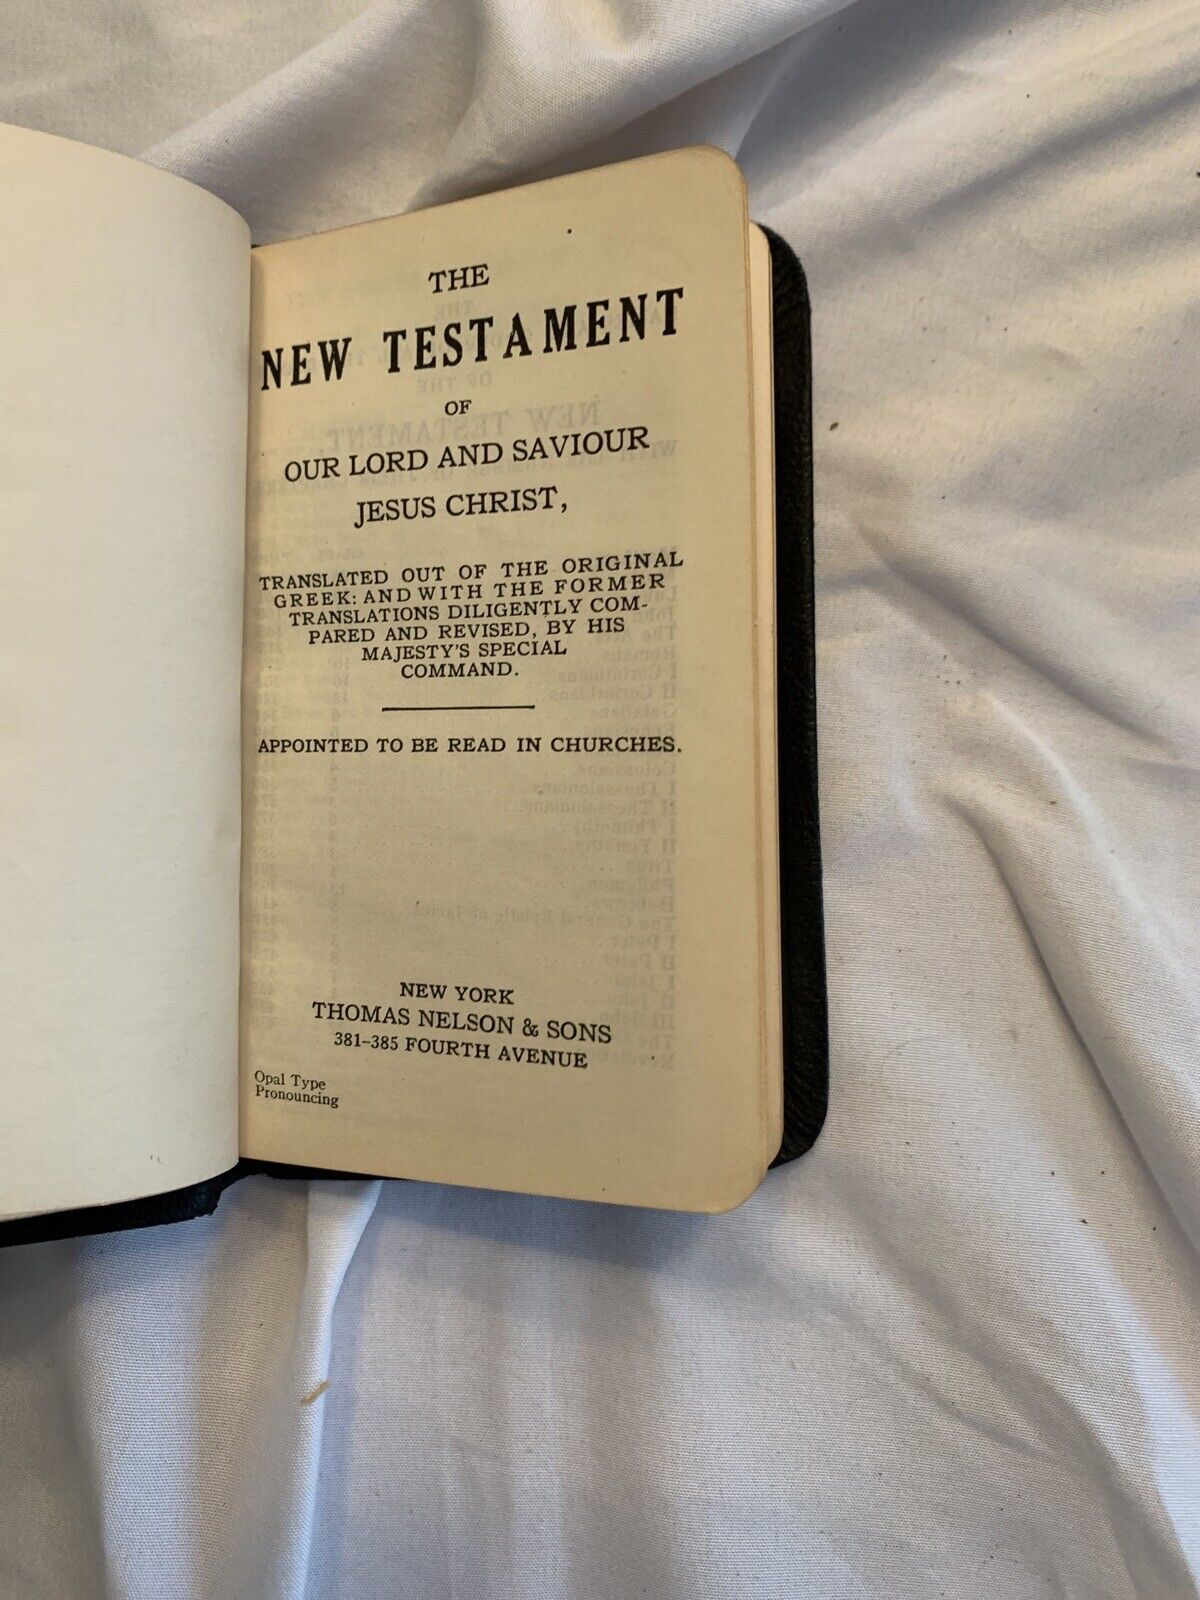 THE
NEW TESTAMENT
OF
OUR LORD AND SAVIOUR
JESUS CHRIST,
TRANSLATED OUT OF THE ORIGINAL
GREEK: AND WITH THE FORMER
TRANSLATIONS DILIGENTLY COM-
PARED AND REVISED, BY HIS
MAJESTY'S SPECIAL
COMMAND.
APPOINTED TO BE READ IN CHURCHES.
NEW YORK
THOMAS NELSON & SONS
381-385 FOURTH AVENUE
Opal Type
Pronouncing